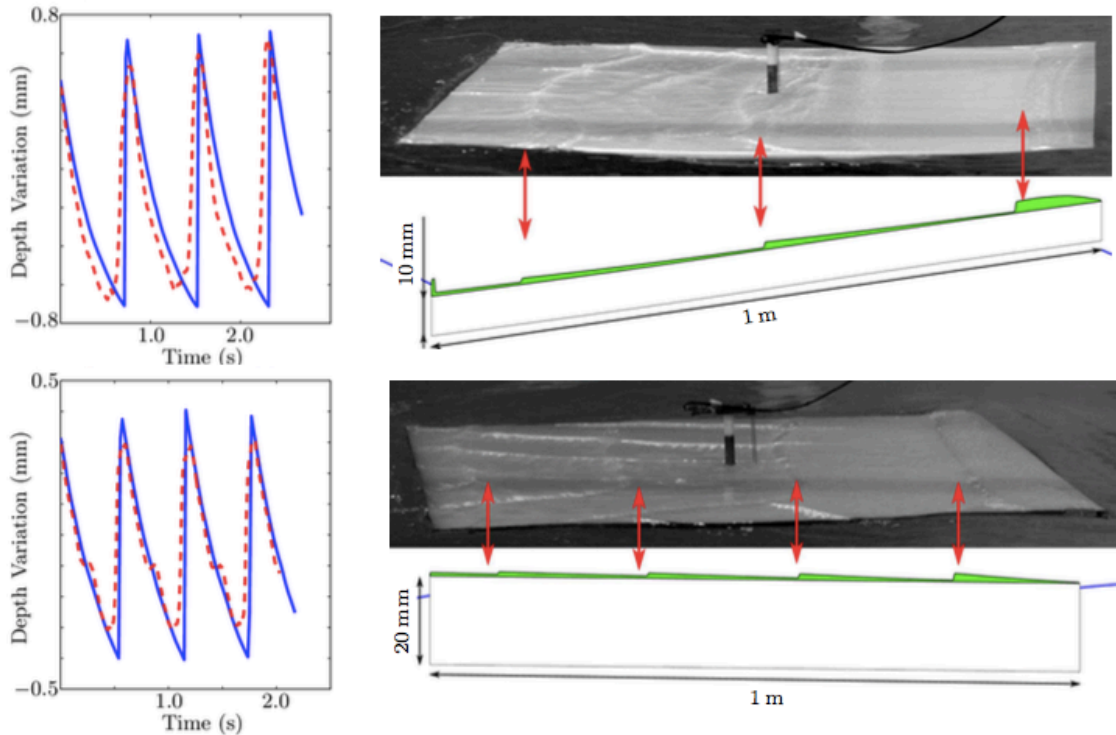 0.8
Depth Variation (mm)
−0.8
1.0
2.0
Time (s)
10 mm
1 m
0.5
Depth Variation (mm)
−0.5
1.0
2.0
Time (s)
20 mm
1 m